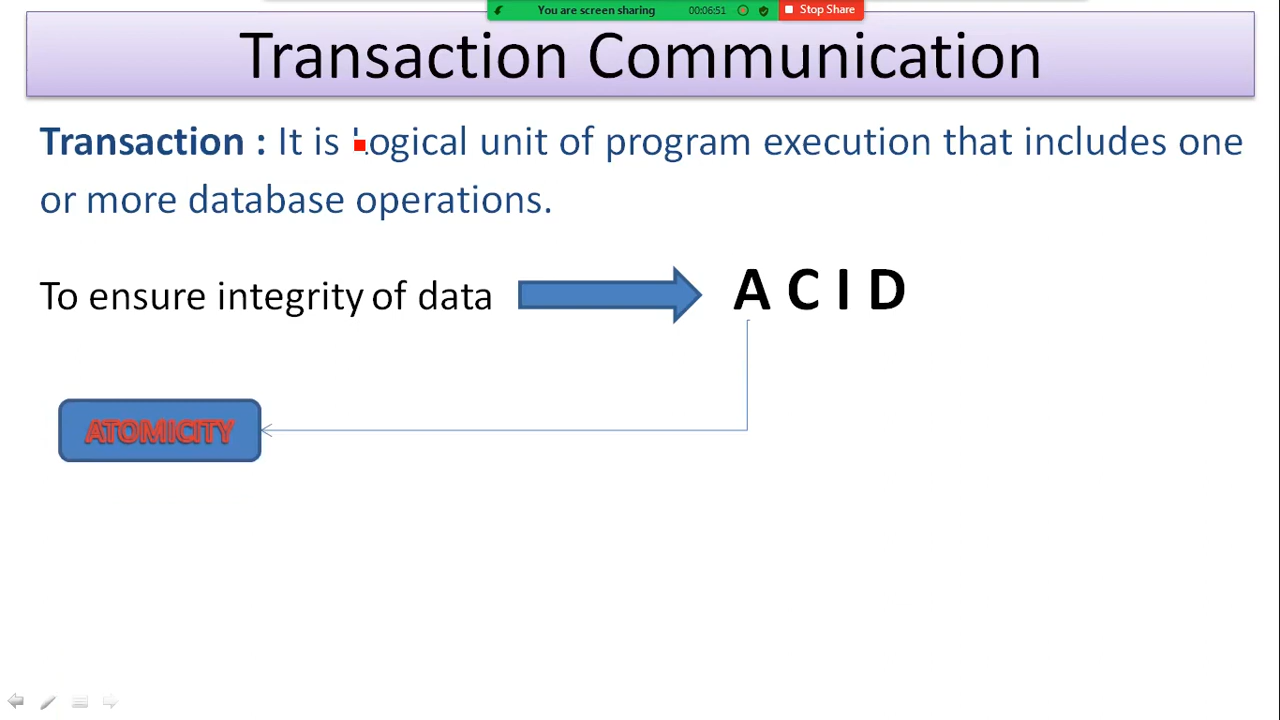 You are screen sharing 00:06:51 Stop Share
Transaction Communication
Transaction : It is Logical unit of program execution that includes one
or more database operations.
To ensure integrity of data A C I D
ATOMICITY